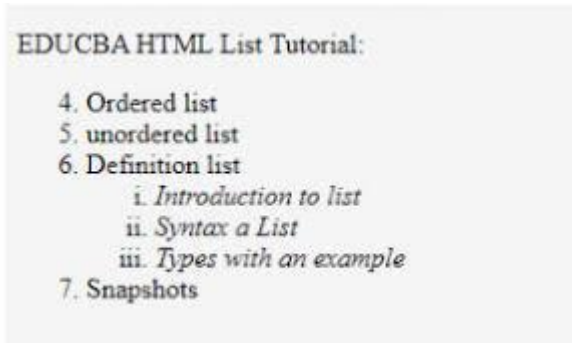 EDUCBA HTML List Tutorial:
4. Ordered list
5. unordered list
6. Definition list
i. Introduction to list
ii. Syntax a List
iii. Types with an example
7. Snapshots